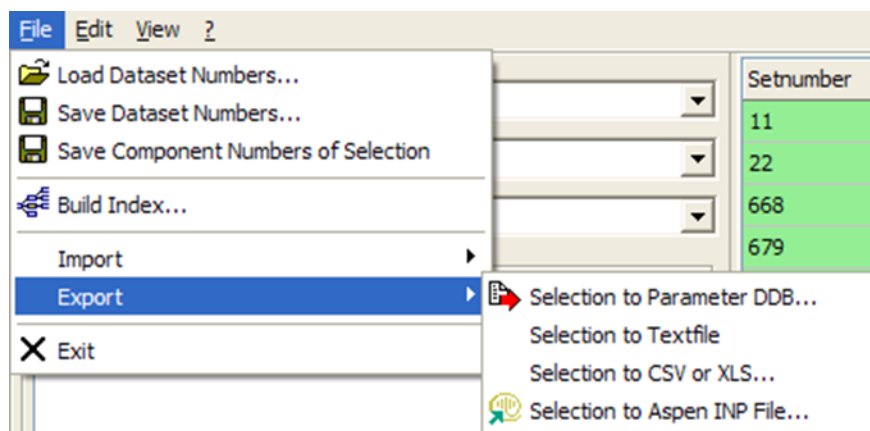 File Edit View ?
Load Dataset Numbers...
Save Dataset Numbers...
Save Component Numbers of Selection
Build Index...
Import
Export
Exit
Selection to Parameter DDB...
Selection to Textfile
Selection to CSV or XLS...
Selection to Aspen INP File...
Setnumber
11
22
668
679